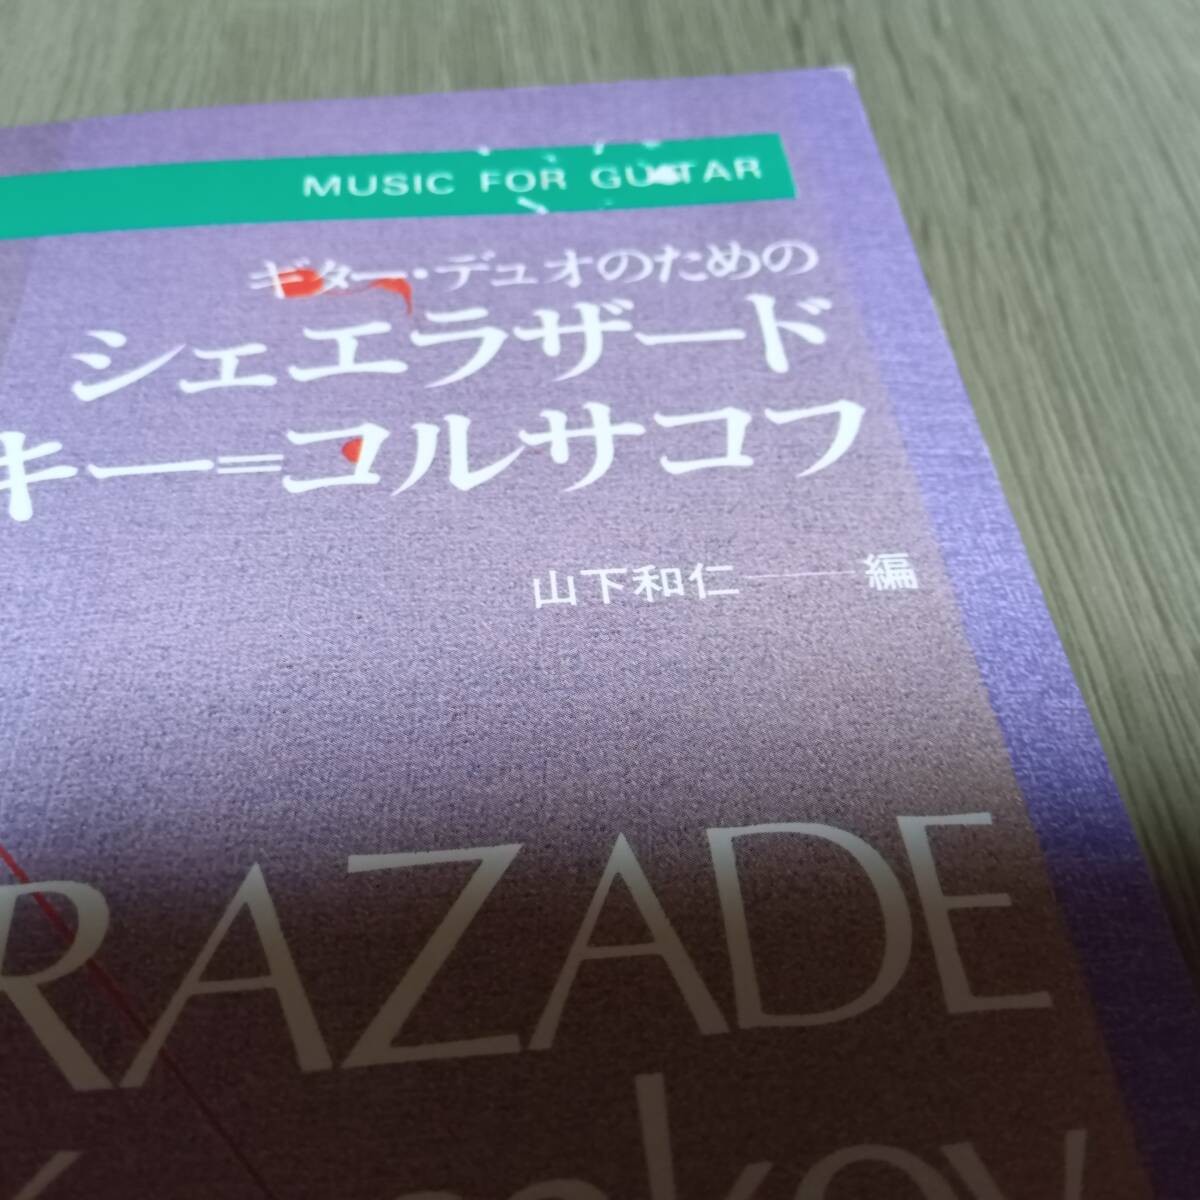 MUSIC FOR GUITAR
ギター・デュオのための
シェエラザード
キー=コルサコフ
山下和仁――編
RAZADE